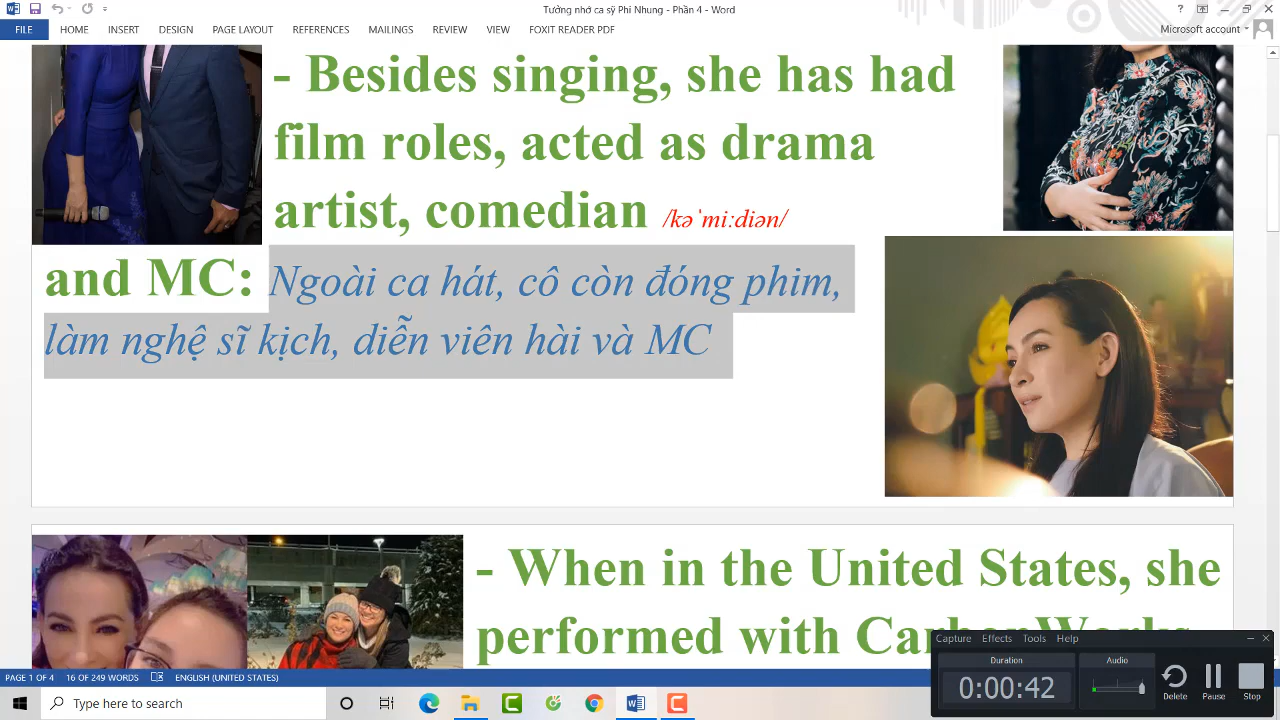 Tưởng nhớ ca sỹ Phi Nhung - Phần 4 - Word
FILE HOME INSERT DESIGN PAGE LAYOUT REFERENCES MAILINGS REVIEW VIEW FOXIT READER PDF Microsoft account
- Besides singing, she has had
film roles, acted as drama
artist, comedian /kəˋmi:diən/
and MC: Ngoài ca hát, cô còn đóng phim,
làm nghệ sĩ kịch, diễn viên hài và MC
- When in the United States, she
performed with
Capture Effects Tools Help
Duration Audio
0:00:42
Delete Pause Stop
PAGE 1 OF 4 16 OF 249 WORDS ENGLISH (UNITED STATES)
Type here to search